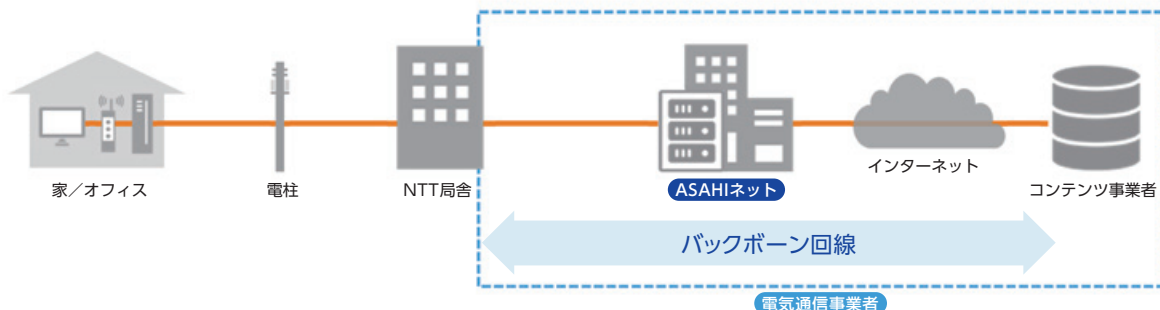 家／オフィス
電柱
NTT局舎
ASAHIネット
インターネット
コンテンツ事業者
バックボーン回線
電気通信事業者